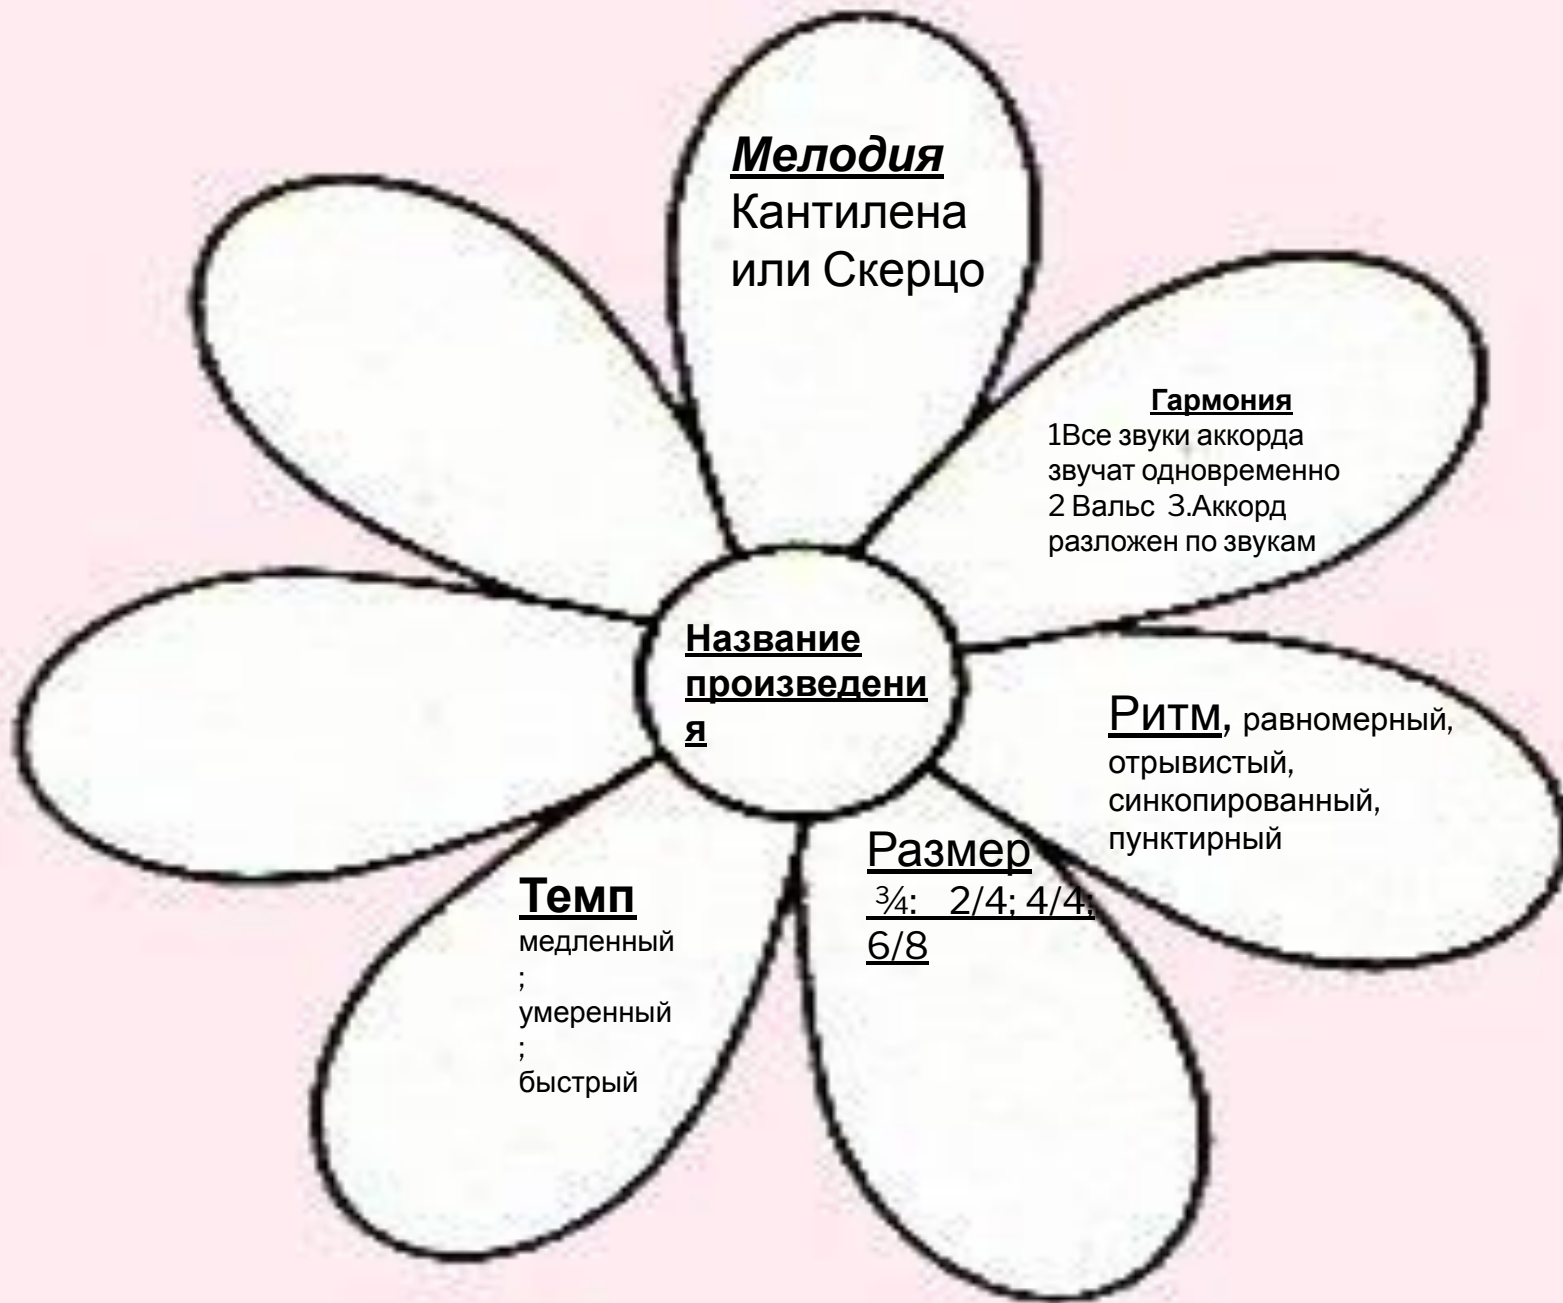 Мелодия
Кантилена
или Скерцо
Гармония
1Все звуки аккорда
звучат одновременно
2 Вальс 3.Аккорд
разложен по звукам
Название
произведени
я
Ритм, равномерный,
отрывистый,
синкопированный,
пунктирный
Размер
¾: 2/4; 4/4;
6/8
Темп
медленный
;
умеренный
;
быстрый